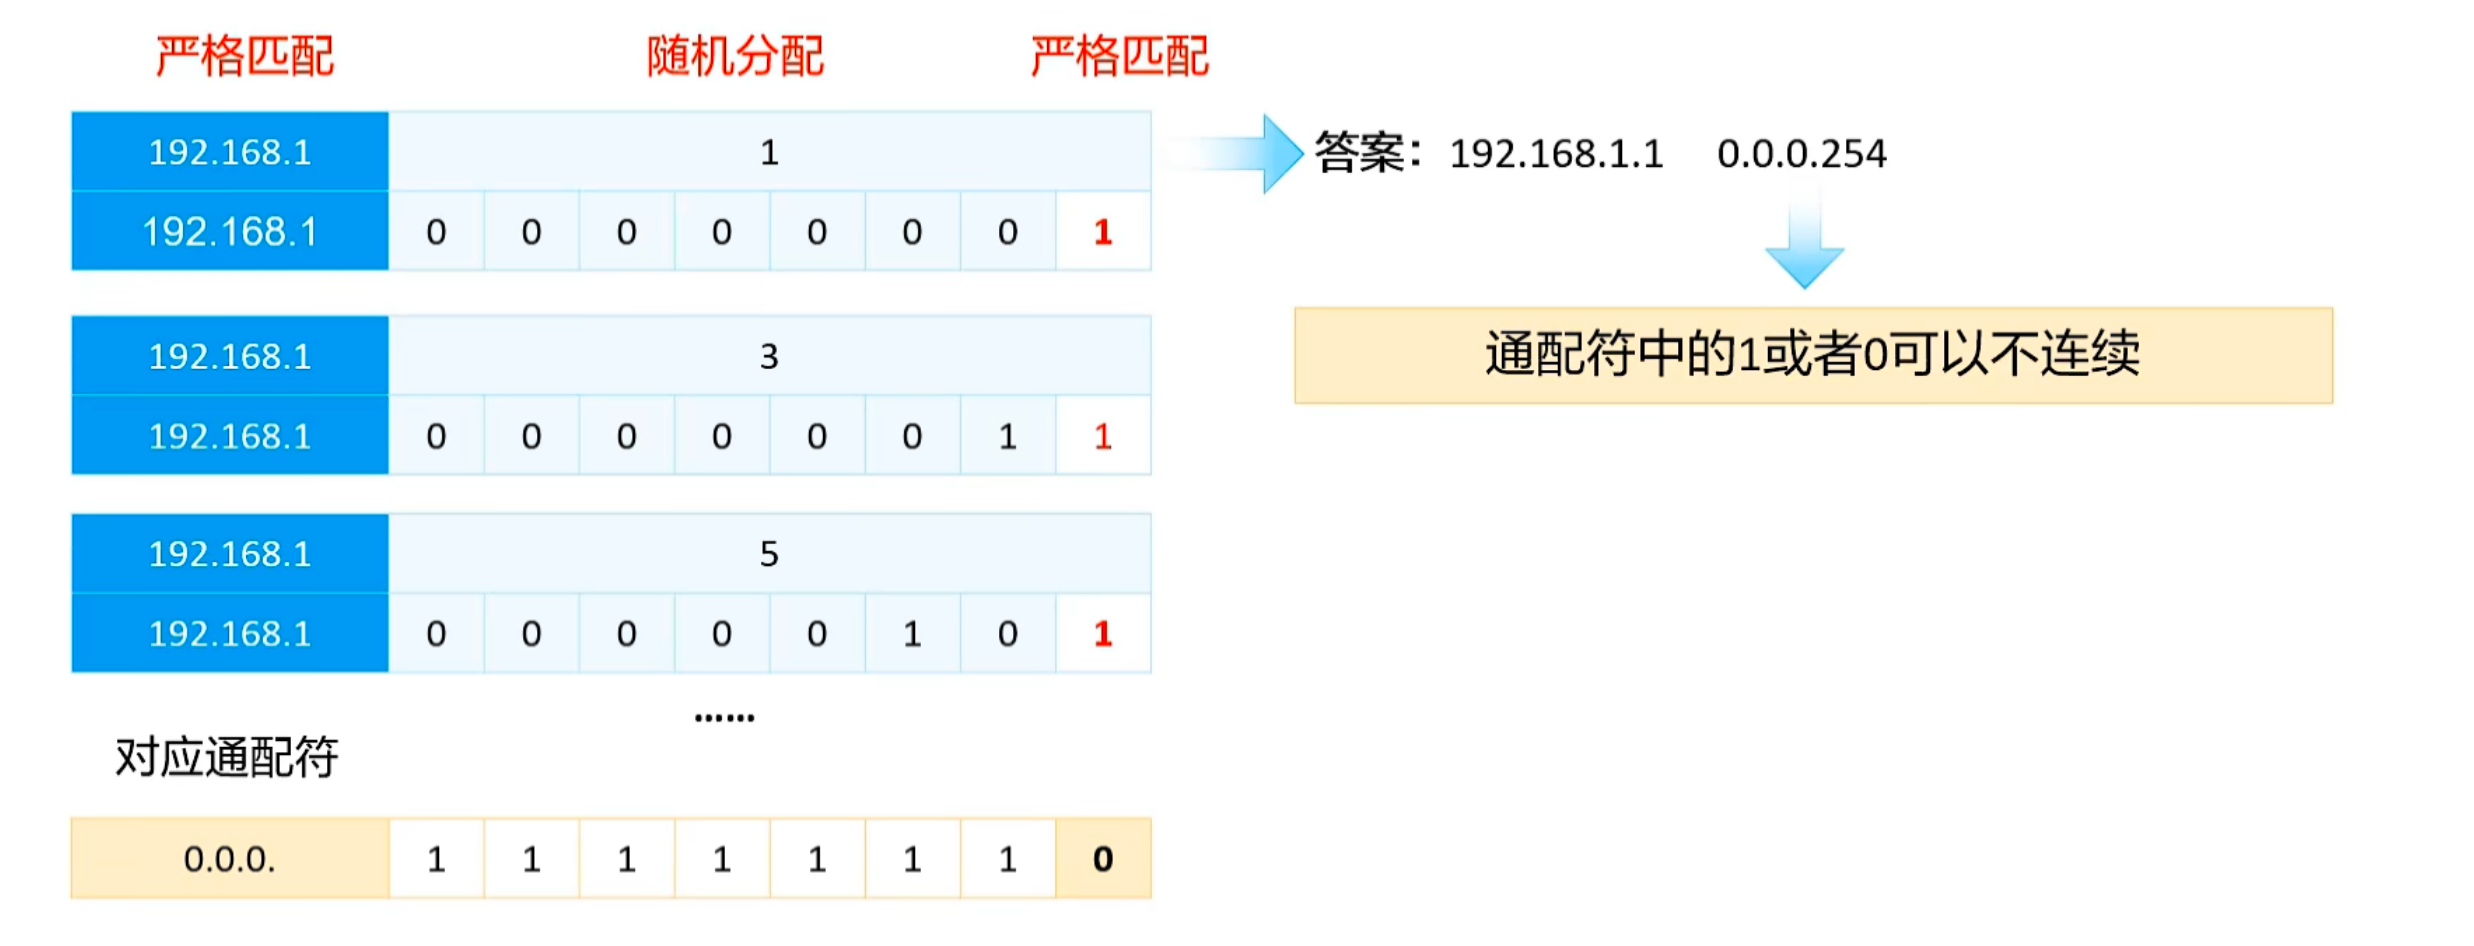 严格匹配 随机分配 严格匹配
192.168.1 1
192.168.1 0 0 0 0 0 0 0 1
答案：192.168.1.1 0.0.0.254
通配符中的1或者0可以不连续
192.168.1 3
192.168.1 0 0 0 0 0 0 1 1
192.168.1 5
192.168.1 0 0 0 0 0 1 0 1
......
对应通配符
0.0.0. 1 1 1 1 1 1 1 0